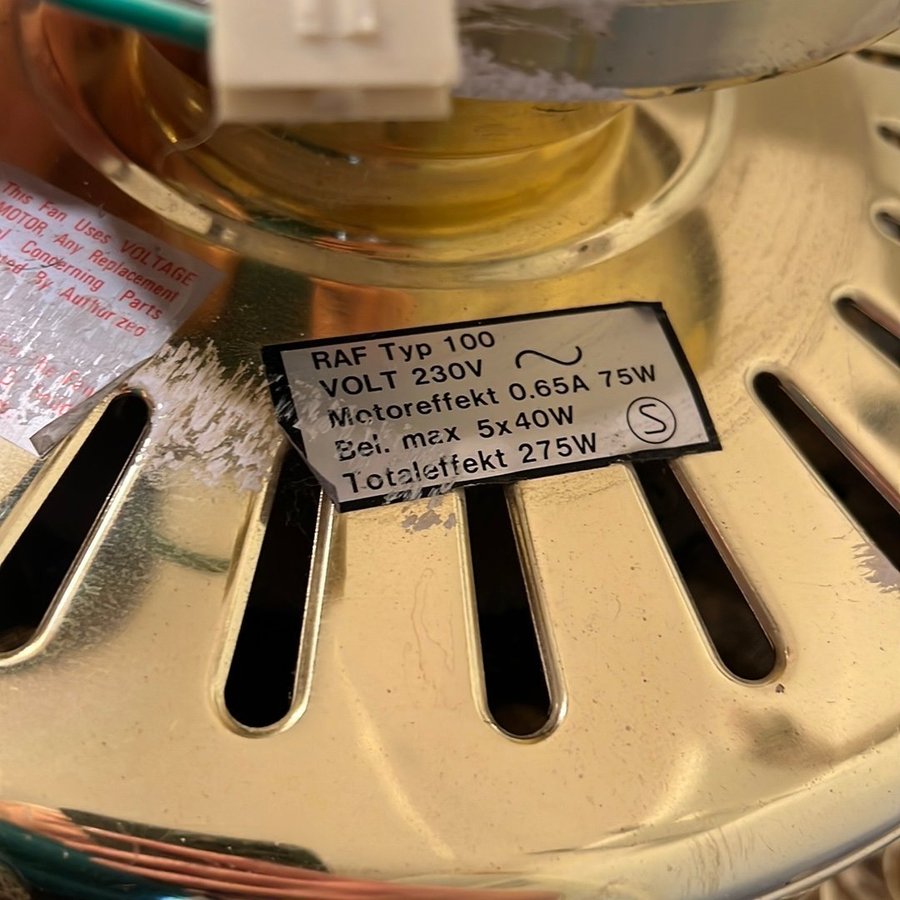 This Fan Uses VOLTAGE
MOTOR. Any Replacement
Concerning Parts
By
RAF Typ 100
VOLT 230V ~
Motoreffekt 0.65A 75W
Bel. max 5x40W
Totaleffekt 275W
S